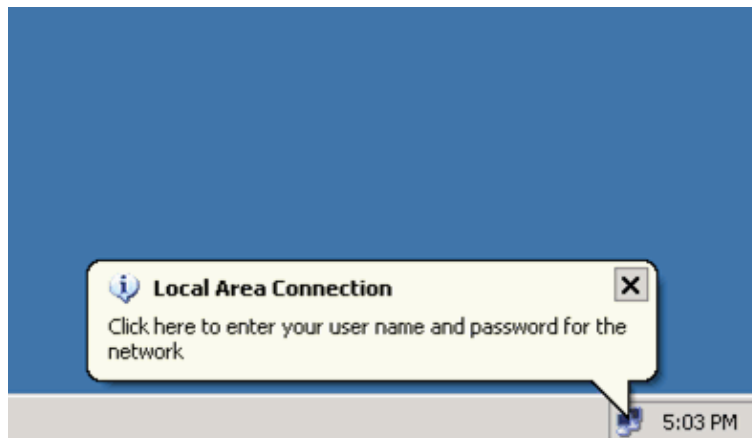 Local Area Connection
Click here to enter your user name and password for the
network
5:03 PM